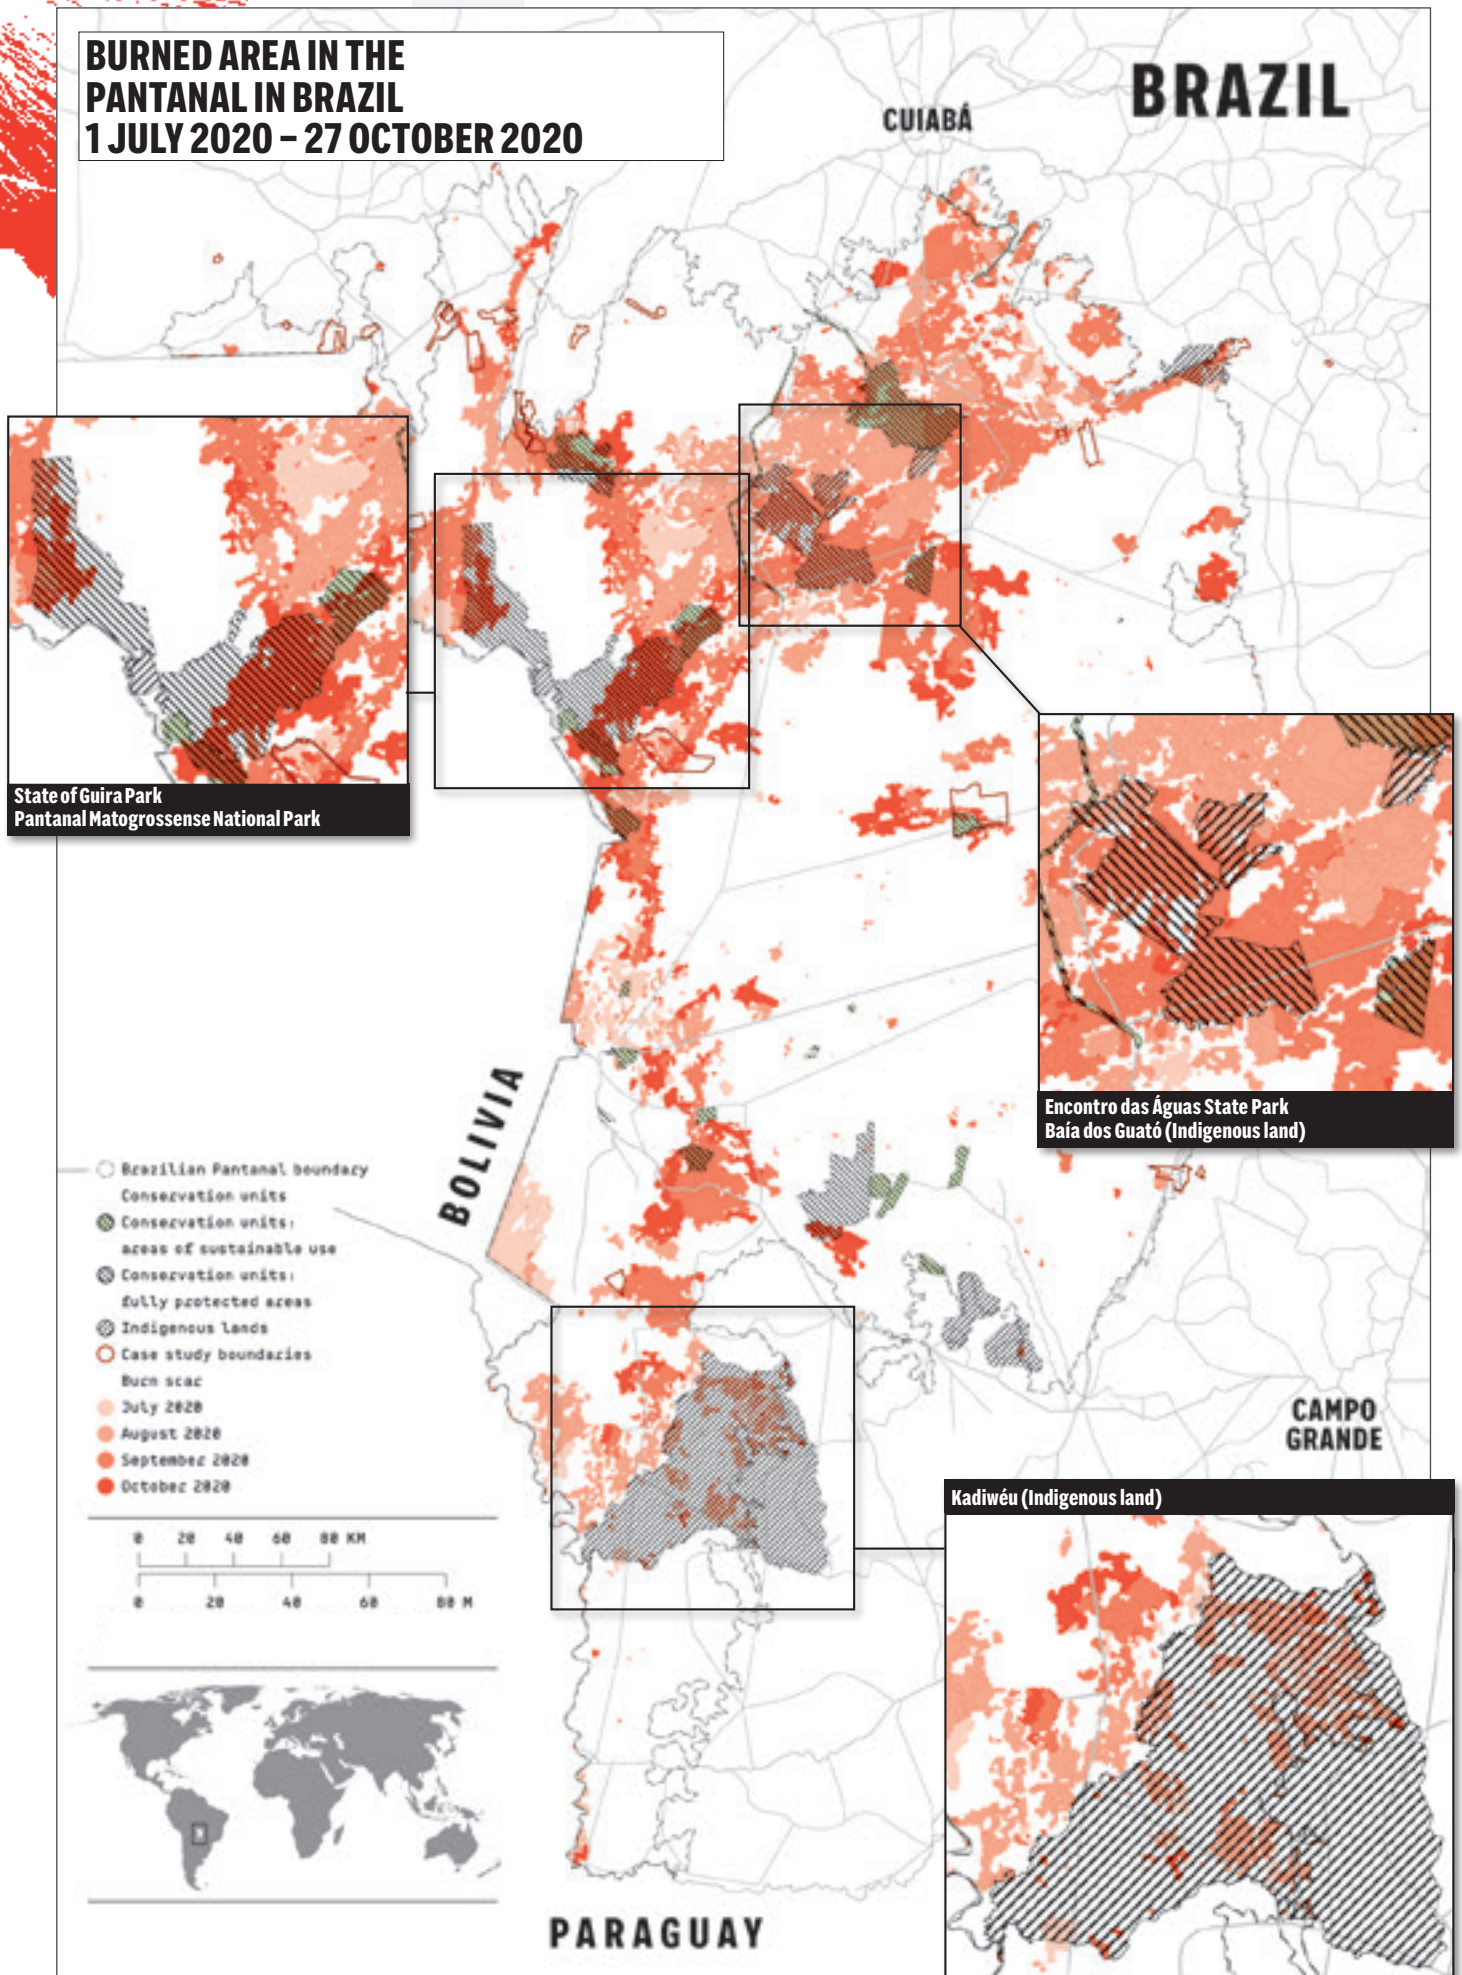 BURNED AREA IN THE
PANTANAL IN BRAZIL
1 JULY 2020 – 27 OCTOBER 2020
BRAZIL
CUIABÁ
State of Guira Park
Pantanal Matogrossense National Park
Encontro das Águas State Park
Baía dos Guató (Indigenous land)
BOLIVIA
Brazilian Pantanal boundary
Conservation units
Conservation units:
areas of sustainable use
Conservation units:
fully protected areas
Indigenous lands
Case study boundaries
Burn scar
July 2020
August 2020
September 2020
October 2020
0 20 40 60 80 KM
0 20 40 60 80 M
CAMPO
GRANDE
Kadiwéu (Indigenous land)
PARAGUAY